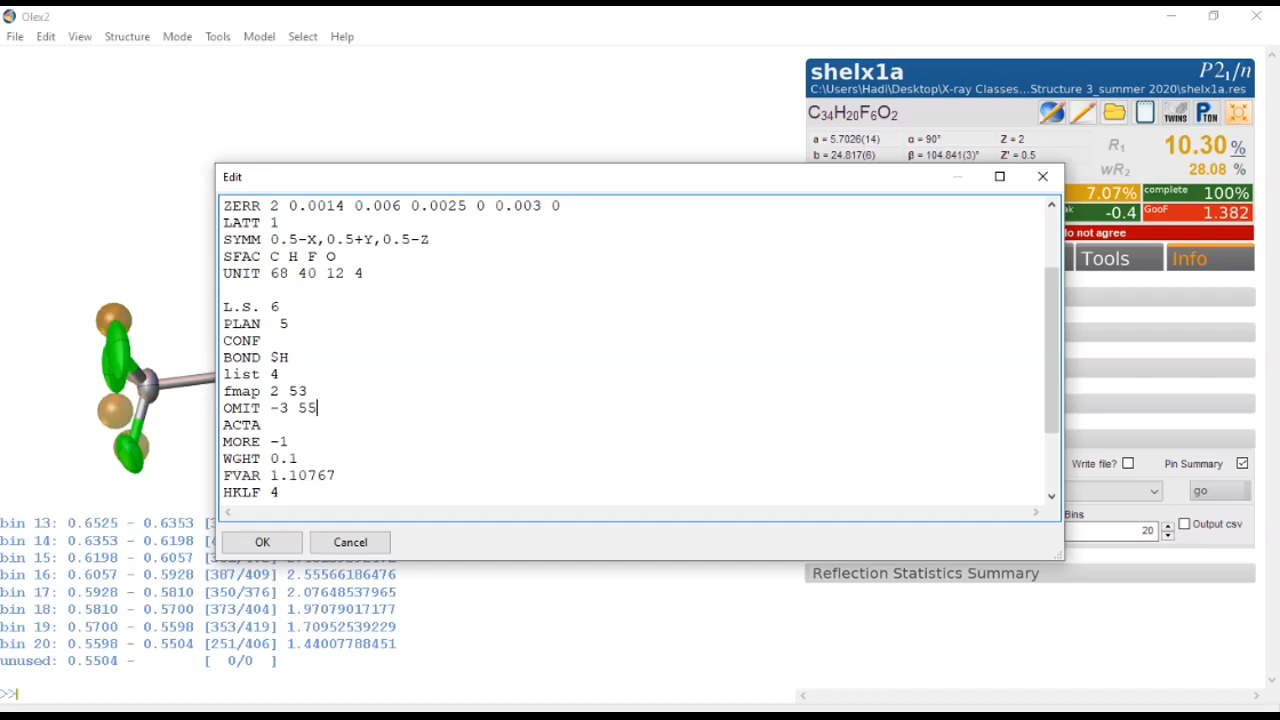 Olex2
File Edit View Structure Mode Tools Model Select Help
shelx1a P2₁/n
C:\Users\Hadi\Desktop\X-ray Classes...Structure 3_summer 2020\shelx1a.res
C₃₄H₂₀F₆O₂ TWINS PTON
a = 5.7026(14) α = 90° Z = 2 R₁ 10.30 %
b = 24.817(6) β = 104.841(3)° Z' = 0.5
wR₂ 28.08 %
7.07% complete 100%
-0.4 GooF 1.382
do not agree
Tools Info
Edit
ZERR 2 0.0014 0.006 0.0025 0 0.003 0
LATT 1
SYMM 0.5-X,0.5+Y,0.5-Z
SFAC C H F O
UNIT 68 40 12 4
L.S. 6
PLAN 5
CONF
BOND $H
list 4
fmap 2 53
OMIT -3 55
ACTA
MORE -1
WGHT 0.1
FVAR 1.10767
HKLF 4
OK Cancel
Write file? Pin Summary
go
Bins
20 Output csv
Reflection Statistics Summary
bin 13: 0.6525 - 0.6353
bin 14: 0.6353 - 0.6198
bin 15: 0.6198 - 0.6057
bin 16: 0.6057 - 0.5928 [387/409] 2.55566186476
bin 17: 0.5928 - 0.5810 [350/376] 2.07648537965
bin 18: 0.5810 - 0.5700 [373/404] 1.97079017177
bin 19: 0.5700 - 0.5598 [353/419] 1.70952539229
bin 20: 0.5598 - 0.5504 [251/406] 1.44007788451
unused: 0.5504 - [ 0/0 ]
>>